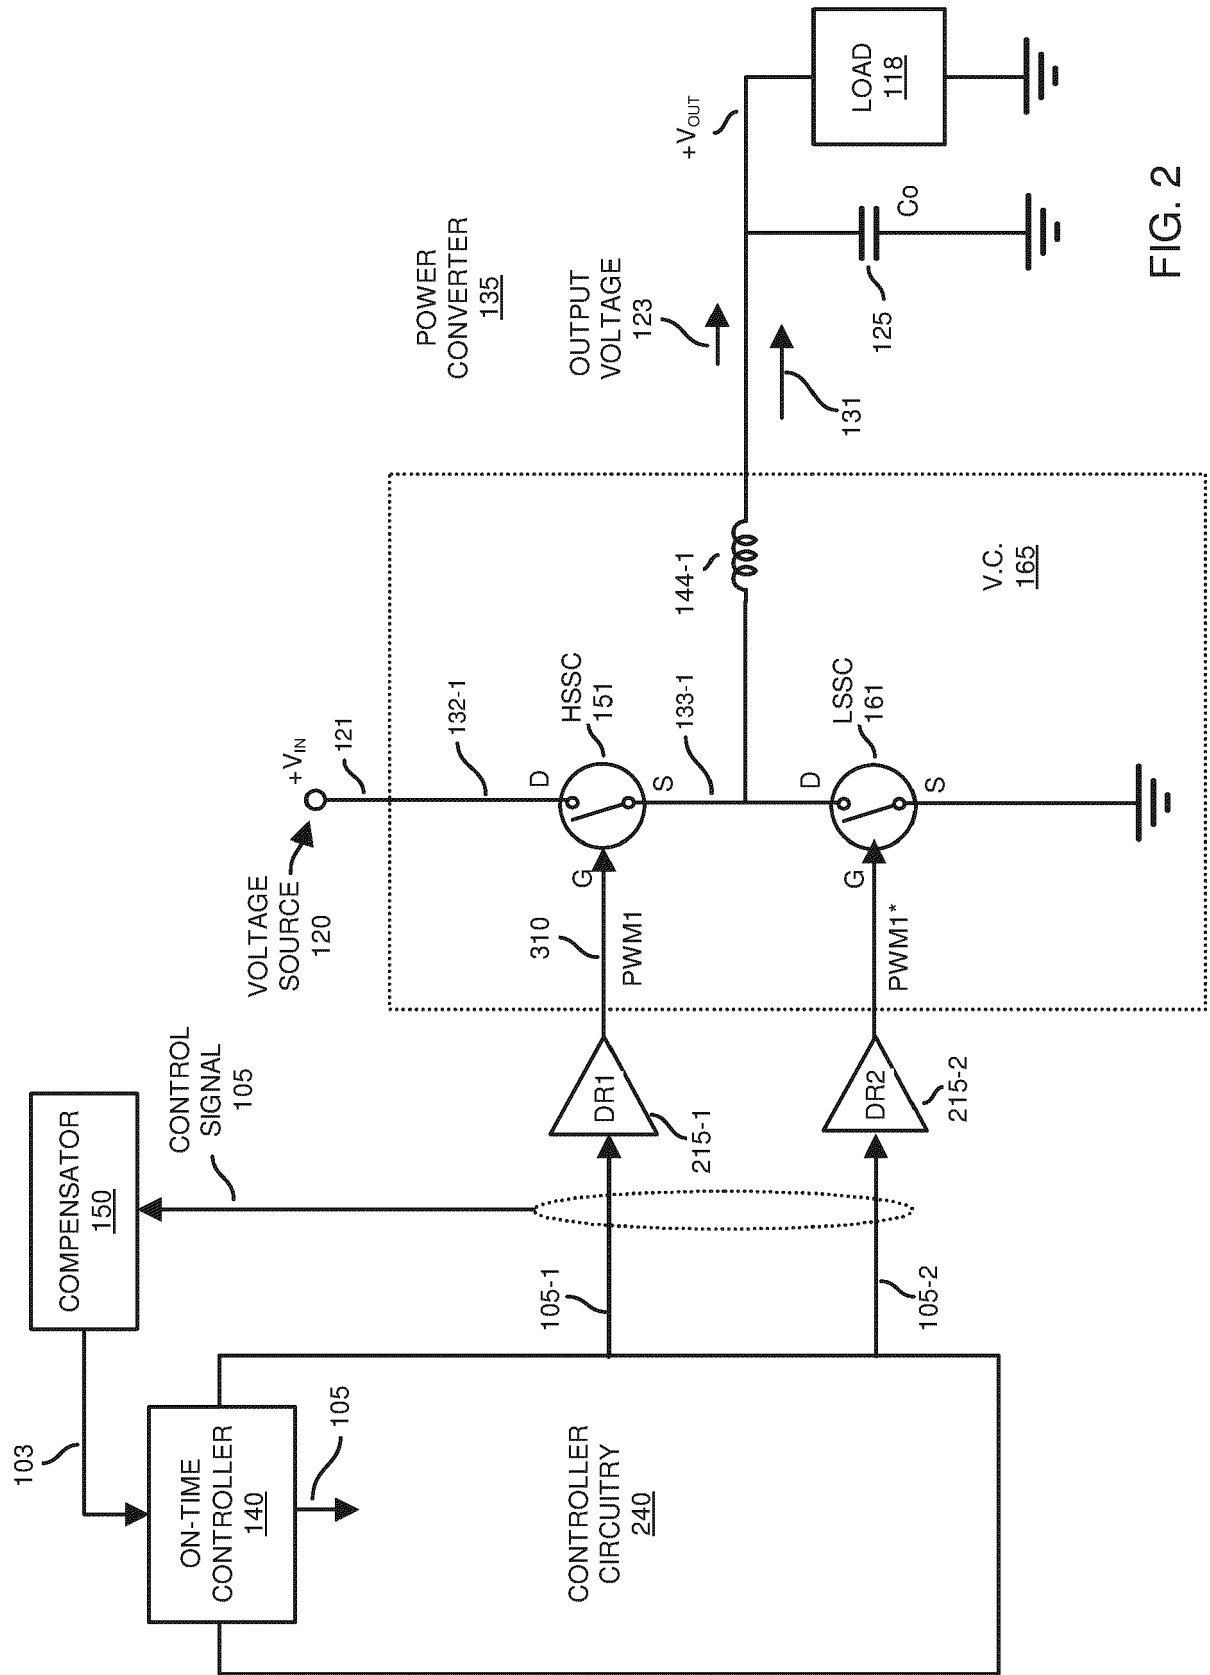 COMPENSATOR
150
103
ON-TIME
CONTROLLER
140
105
CONTROLLER
CIRCUITRY
240
CONTROL
SIGNAL
105
105-1
105-2
DR1
215-1
DR2
215-2
VOLTAGE
SOURCE
120
+VIN
121
132-1
310
PWM1
G
D
S
HSSC
151
133-1
PWM1*
G
D
S
LSSC
161
144-1
V.C.
165
POWER
CONVERTER
135
OUTPUT
VOLTAGE
123
131
125
Co
+VOUT
LOAD
118
FIG. 2